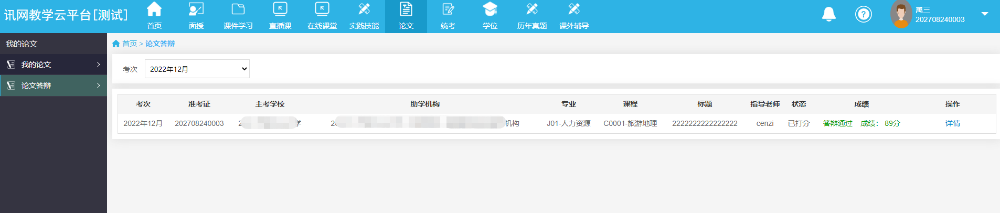 讯网教学云平台[测试]
首页 面授 课件学习 直播课 在线课堂 实践技能 论文 统考 学位 历年真题 课外辅导
禹三
202708240003
我的论文
我的论文
论文答辩
首页 > 论文答辩
考次 2022年12月
考次 准考证 主考学校 助学机构 专业 课程 标题 指导老师 状态 成绩 操作
2022年12月 202708240003 2 学 2 机构 J01-人力资源 C0001-旅游地理 2222222222222222 cenzi 已打分 答辩通过 成绩： 89分 详情